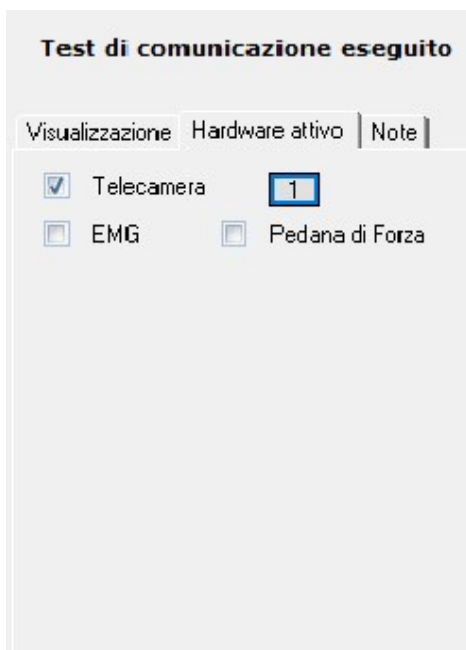 Test di comunicazione eseguito
Visualizzazione Hardware attivo Note
Telecamera 1
EMG Pedana di Forza